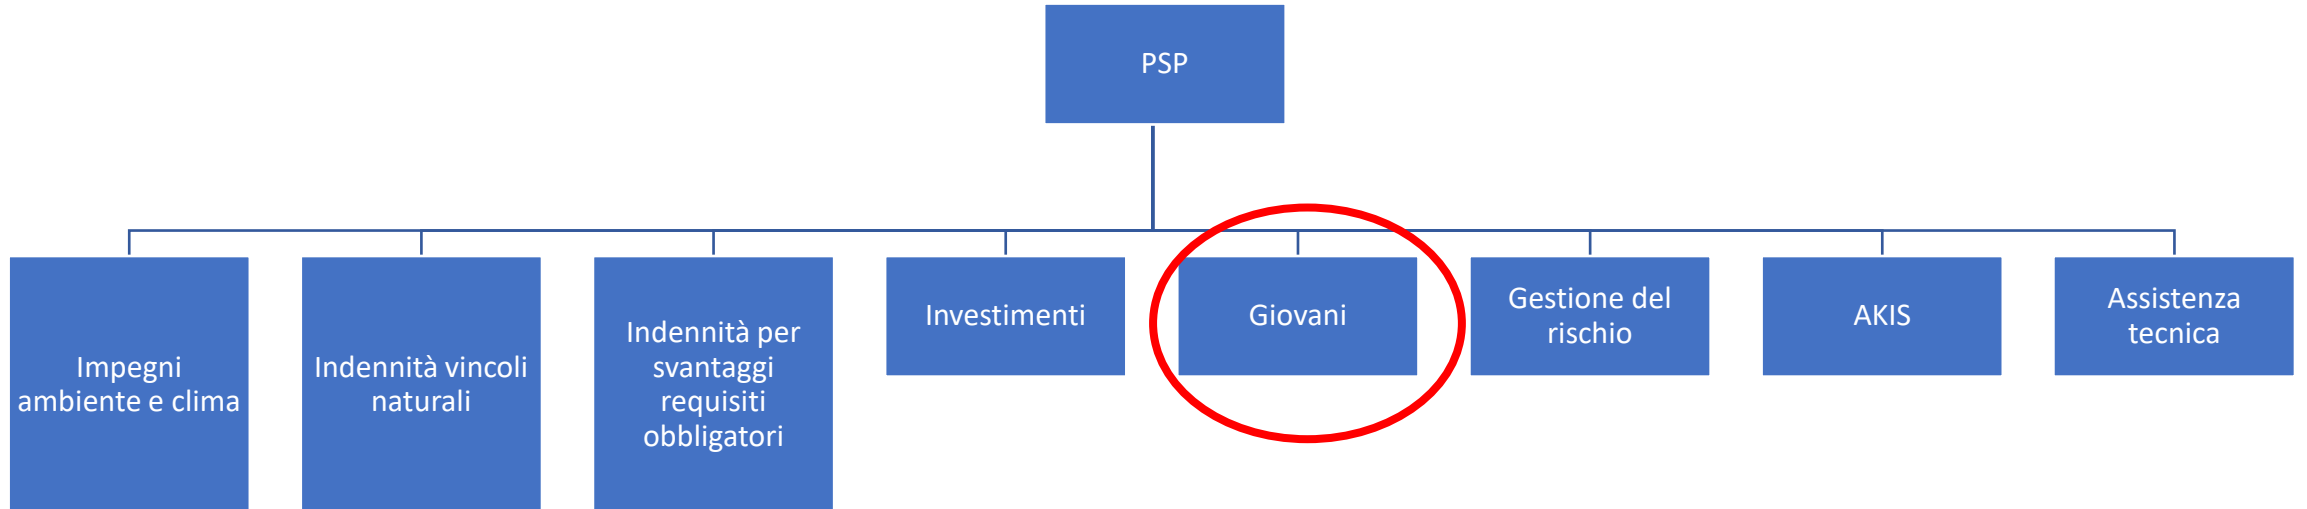 PSP
Impegni
ambiente e clima
Indennità vincoli
naturali
Indennità per
svantaggi
requisiti
obbligatori
Investimenti
Giovani
Gestione del
rischio
AKIS
Assistenza
tecnica